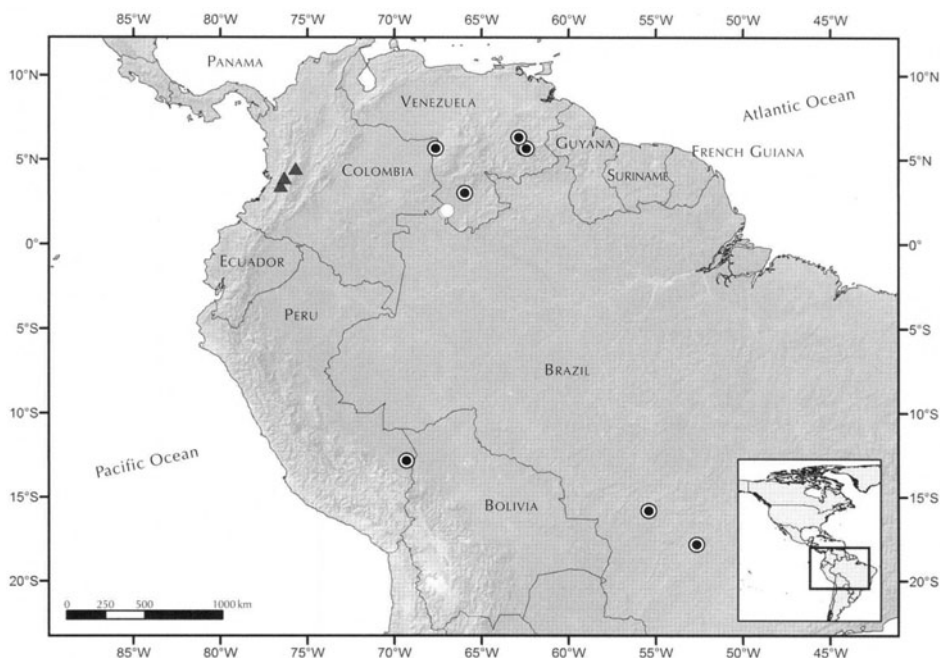 85°W 80°W 75°W 70°W 65°W 60°W 55°W 50°W 45°W
10°N PANAMA 10°N
VENEZUELA Atlantic Ocean
5°N GUYANA FRENCH GUIANA 5°N
COLOMBIA SURINAME
0° 0°
ECUADOR
PERU
5°S 5°S
BRAZIL
10°S 10°S
Pacific Ocean
15°S BOLIVIA 15°S
20°S 20°S
0 250 500 1000 km
85°W 80°W 75°W 70°W 65°W 60°W 55°W 50°W 45°W